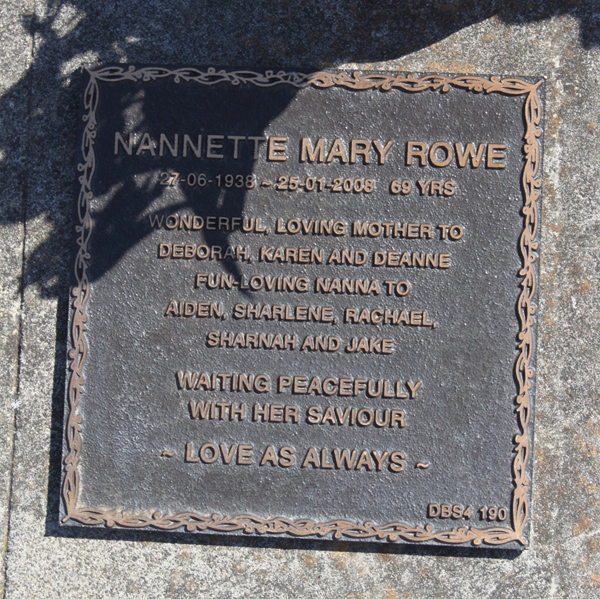 NANNETTE MARY ROWE
27-06-1938 ~ 25-01-2008 69 YRS
WONDERFUL, LOVING MOTHER TO
DEBORAH, KAREN AND DEANNE
FUN-LOVING NANNA TO
AIDEN, SHARLENE, RACHAEL,
SHARNAH AND JAKE
WAITING PEACEFULLY
WITH HER SAVIOUR
~ LOVE AS ALWAYS ~
DBS4 190